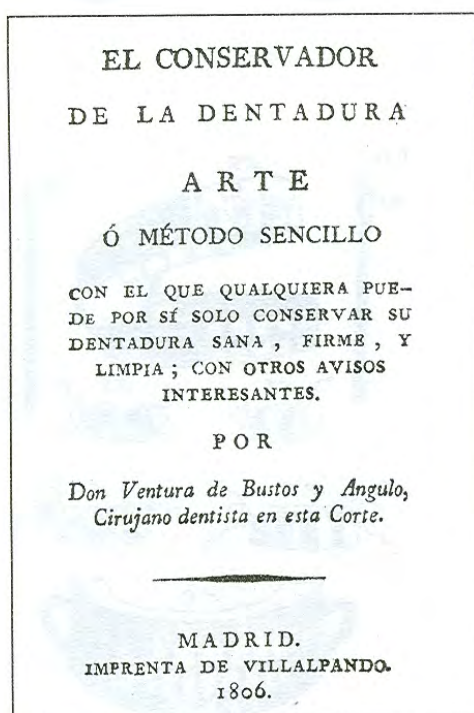 EL CONSERVADOR
DE LA DENTADURA
ARTE
Ó MÉTODO SENCILLO
CON EL QUE QUALQUIERA PUE-
DE POR SÍ SOLO CONSERVAR SU
DENTADURA SANA , FIRME , Y
LIMPIA ; CON OTROS AVISOS
INTERESANTES.
POR
Don Ventura de Bustos y Angulo,
Cirujano dentista en esta Corte.
MADRID.
IMPRENTA DE VILLALPANDO.
1806.